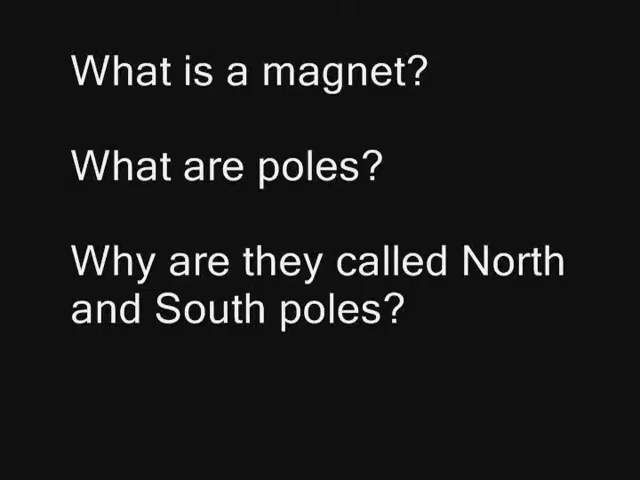 What is a magnet?
What are poles?
Why are they called North
and South poles?